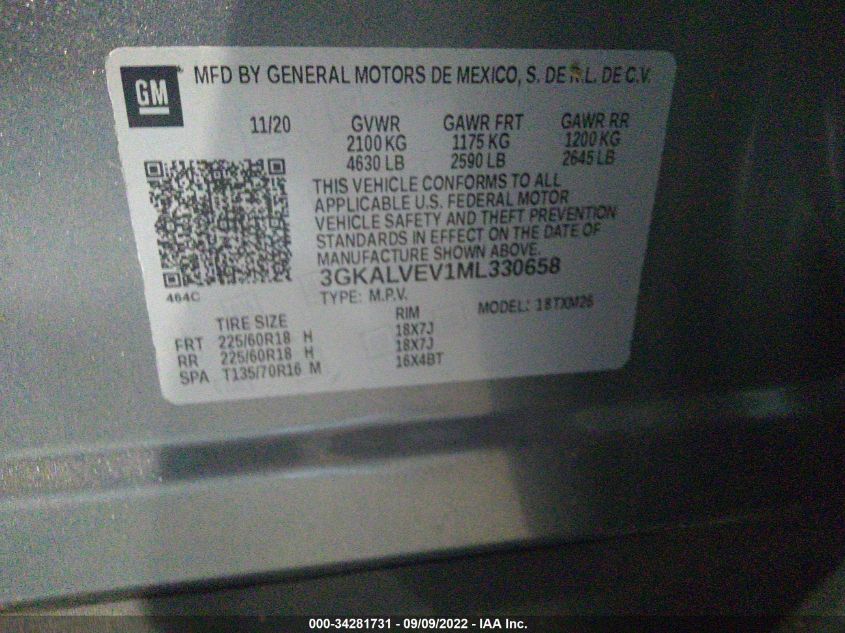 GM
MFD BY GENERAL MOTORS DE MEXICO, S. DE R.L. DE C.V.
11/20 GVWR GAWR FRT GAWR RR
2100 KG 1175 KG 1200 KG
4630 LB 2590 LB 2645 LB
THIS VEHICLE CONFORMS TO ALL
APPLICABLE U.S. FEDERAL MOTOR
VEHICLE SAFETY AND THEFT PREVENTION
STANDARDS IN EFFECT ON THE DATE OF
MANUFACTURE SHOWN ABOVE.
3GKALVEV1ML330658
464C
TYPE: M.P.V. MODEL: 18TXM26
TIRE SIZE RIM
FRT 225/60R18 H 18X7J
RR 225/60R18 H 18X7J
SPA T135/70R16 M 16X4BT
000-34281731 - 09/09/2022 - IAA Inc.